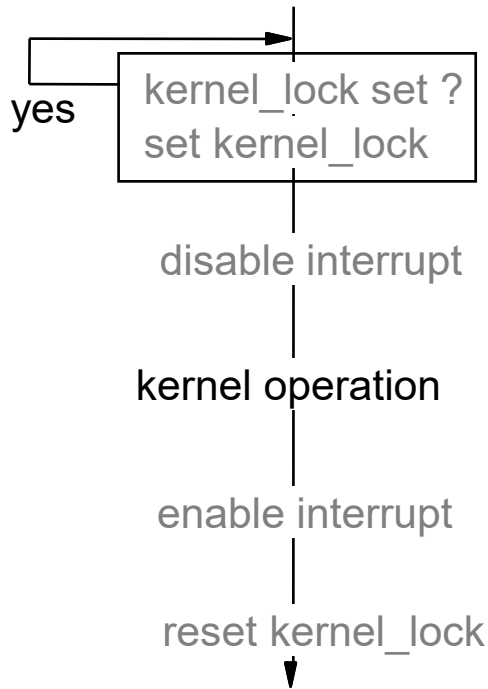 kernel_lock set ?
yes
set kernel_lock
disable interrupt
kernel operation
enable interrupt
reset kernel_lock